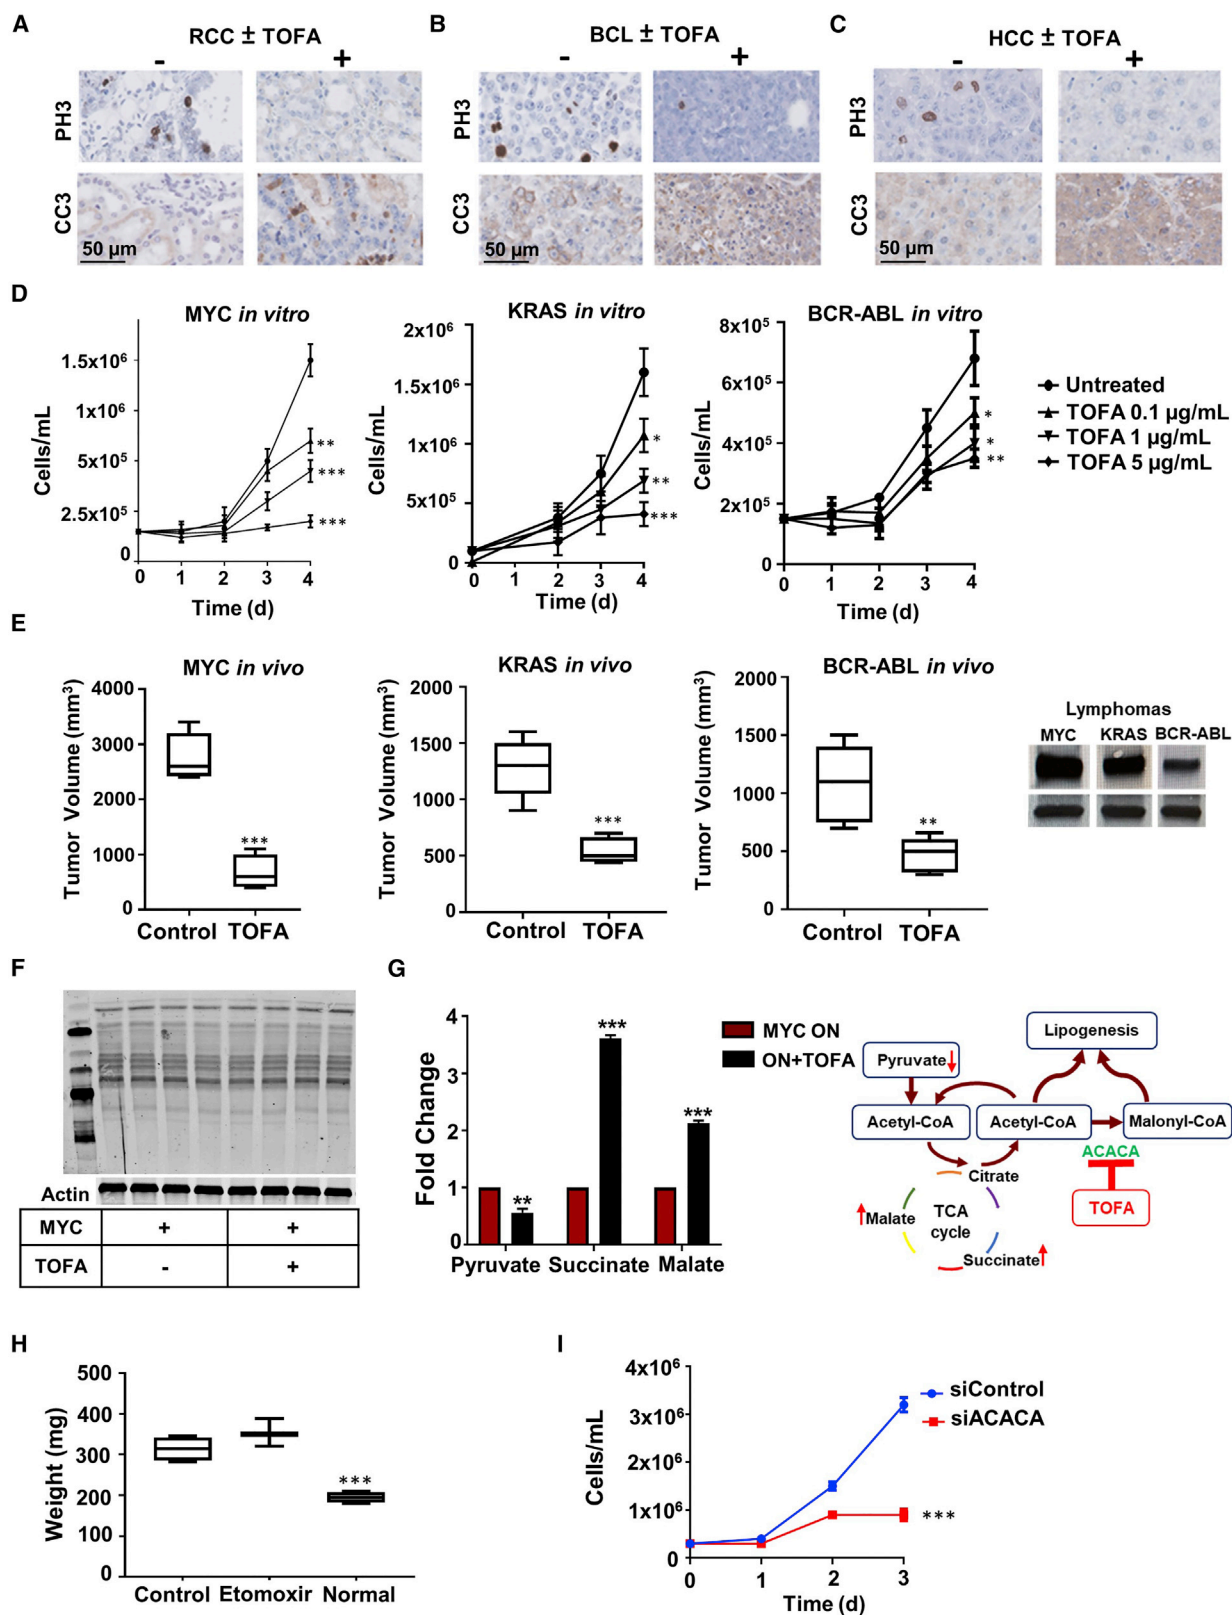 A
RCC ± TOFA
- +
PH3
CC3
50 µm
B
BCL ± TOFA
- +
PH3
CC3
50 µm
C
HCC ± TOFA
- +
PH3
CC3
50 µm
D
MYC in vitro
Cells/mL
1.5x10⁶
1x10⁶
5x10⁵
2.5x10⁵
0
**
***
***
0 1 2 3 4
Time (d)
KRAS in vitro
Cells/mL
2x10⁶
1.5x10⁶
1x10⁶
5x10⁵
0
*
**
***
0 1 2 3 4
Time (d)
BCR-ABL in vitro
Cells/mL
8x10⁵
6x10⁵
4x10⁵
2x10⁵
0
*
*
**
0 1 2 3 4
Time (d)
Untreated
TOFA 0.1 µg/mL
TOFA 1 µg/mL
TOFA 5 µg/mL
E
MYC in vivo
Tumor Volume (mm³)
4000
3000
2000
1000
0
***
Control TOFA
KRAS in vivo
Tumor Volume (mm³)
2000
1500
1000
500
0
***
Control TOFA
BCR-ABL in vivo
Tumor Volume (mm³)
2000
1500
1000
500
0
**
Control TOFA
Lymphomas
MYC KRAS BCR-ABL
F
Actin
MYC + +
TOFA - +
G
Fold Change
4
3
2
1
0
**
***
***
Pyruvate Succinate Malate
MYC ON
ON+TOFA
Lipogenesis
Pyruvate
Acetyl-CoA Acetyl-CoA Malonyl-CoA
ACACA
Citrate
TOFA
Malate
TCA
cycle
Succinate
H
Weight (mg)
500
400
300
200
100
0
***
Control Etomoxir Normal
I
Cells/mL
4x10⁶
3x10⁶
2x10⁶
1x10⁶
0
siControl
siACACA
***
0 1 2 3
Time (d)